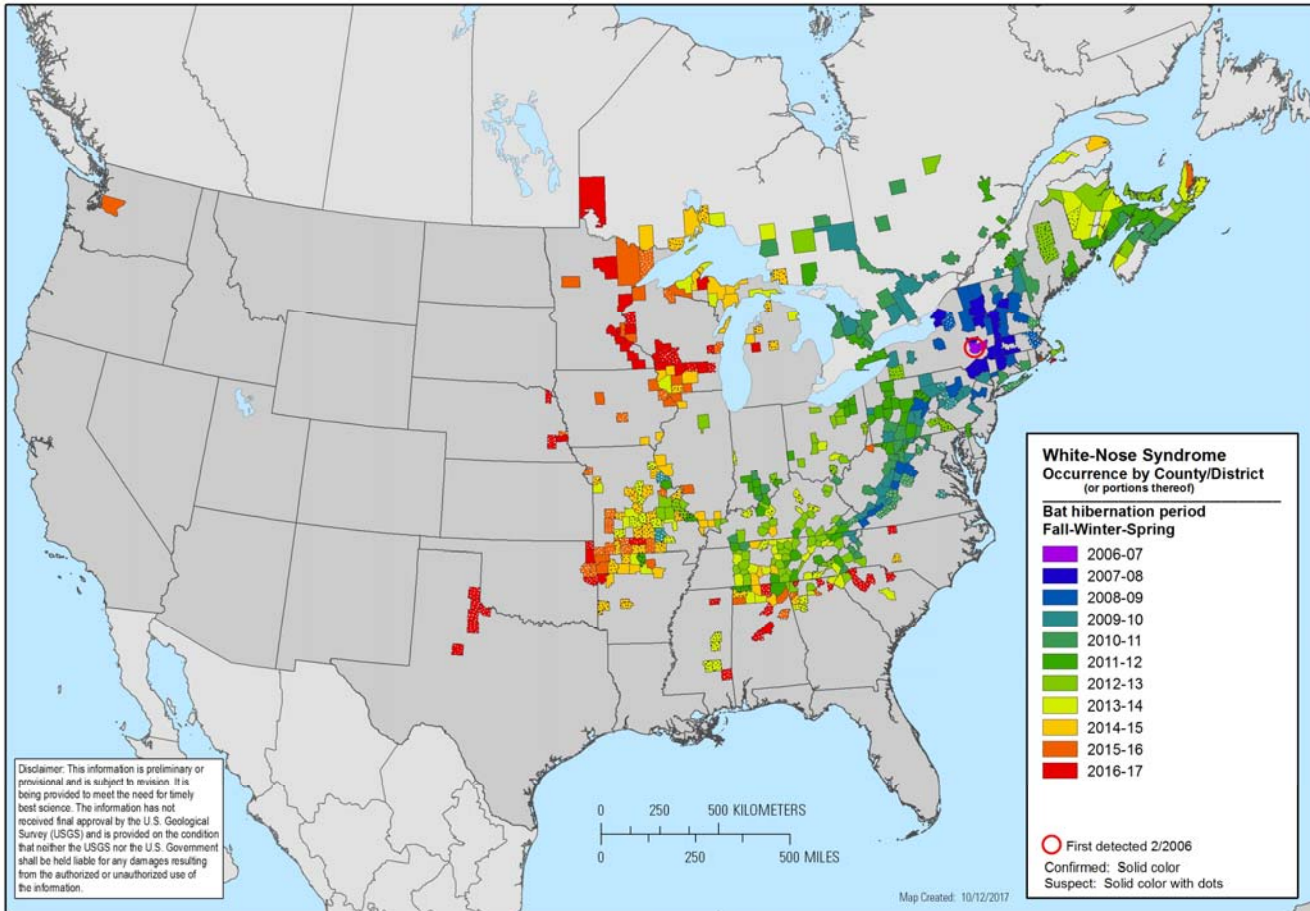 White-Nose Syndrome
Occurrence by County/District
(or portions thereof)
Bat hibernation period
Fall-Winter-Spring
2006-07
2007-08
2008-09
2009-10
2010-11
2011-12
2012-13
2013-14
2014-15
2015-16
2016-17
First detected 2/2006
Confirmed: Solid color
Suspect: Solid color with dots
Disclaimer: This information is preliminary or
provisional and is subject to revision. It is
being provided to meet the need for timely
best science. The information has not
received final approval by the U.S. Geological
Survey (USGS) and is provided on the condition
that neither the USGS nor the U.S. Government
shall be held liable for any damages resulting
from the authorized or unauthorized use of
the information.
0 250 500 KILOMETERS
0 250 500 MILES
Map Created: 10/12/2017